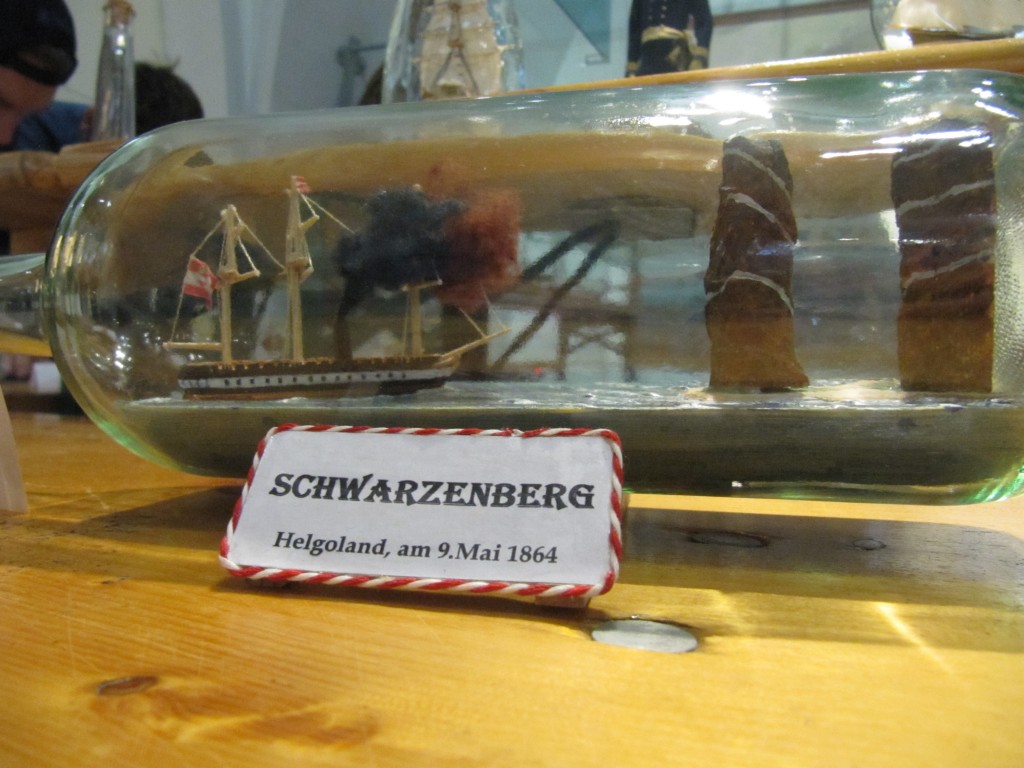 SCHWARZENBERG
Helgoland, am 9.Mai 1864